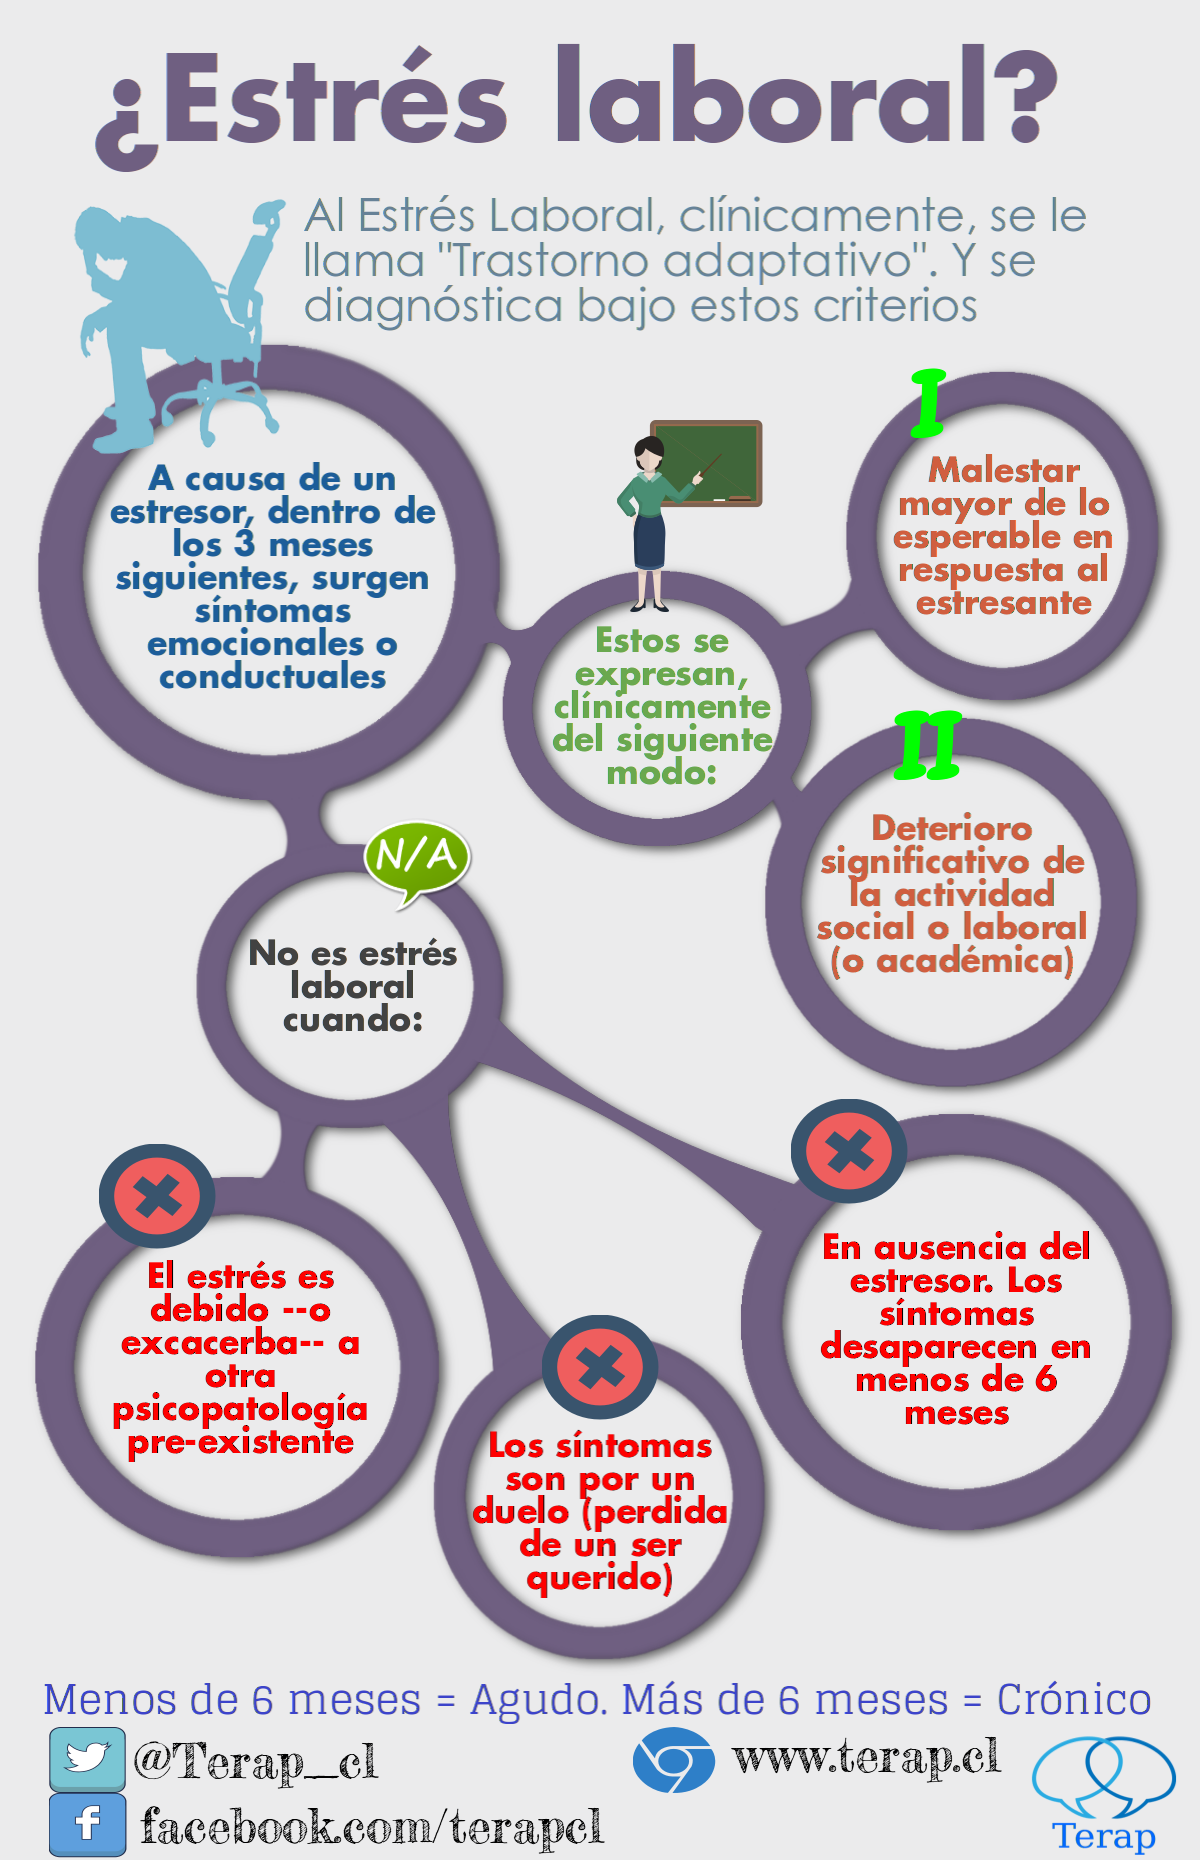 ¿Estrés laboral?
Al Estrés Laboral, clínicamente, se le
llama "Trastorno adaptativo". Y se
diagnóstica bajo estos criterios
A causa de un
estresor, dentro de
los 3 meses
siguientes, surgen
síntomas
emocionales o
conductuales
Estos se
expresan,
clínicamente
del siguiente
modo:
I
Malestar
mayor de lo
esperable en
respuesta al
estresante
II
Deterioro
significativo de
la actividad
social o laboral
(o académica)
N/A
No es estrés
laboral
cuando:
El estrés es
debido --o
excacerba-- a
otra
psicopatología
pre-existente
Los síntomas
son por un
duelo (perdida
de un ser
querido)
En ausencia del
estresor. Los
síntomas
desaparecen en
menos de 6
meses
Menos de 6 meses = Agudo. Más de 6 meses = Crónico
@Terap_cl
www.terap.cl
facebook.com/terapcl
Terap